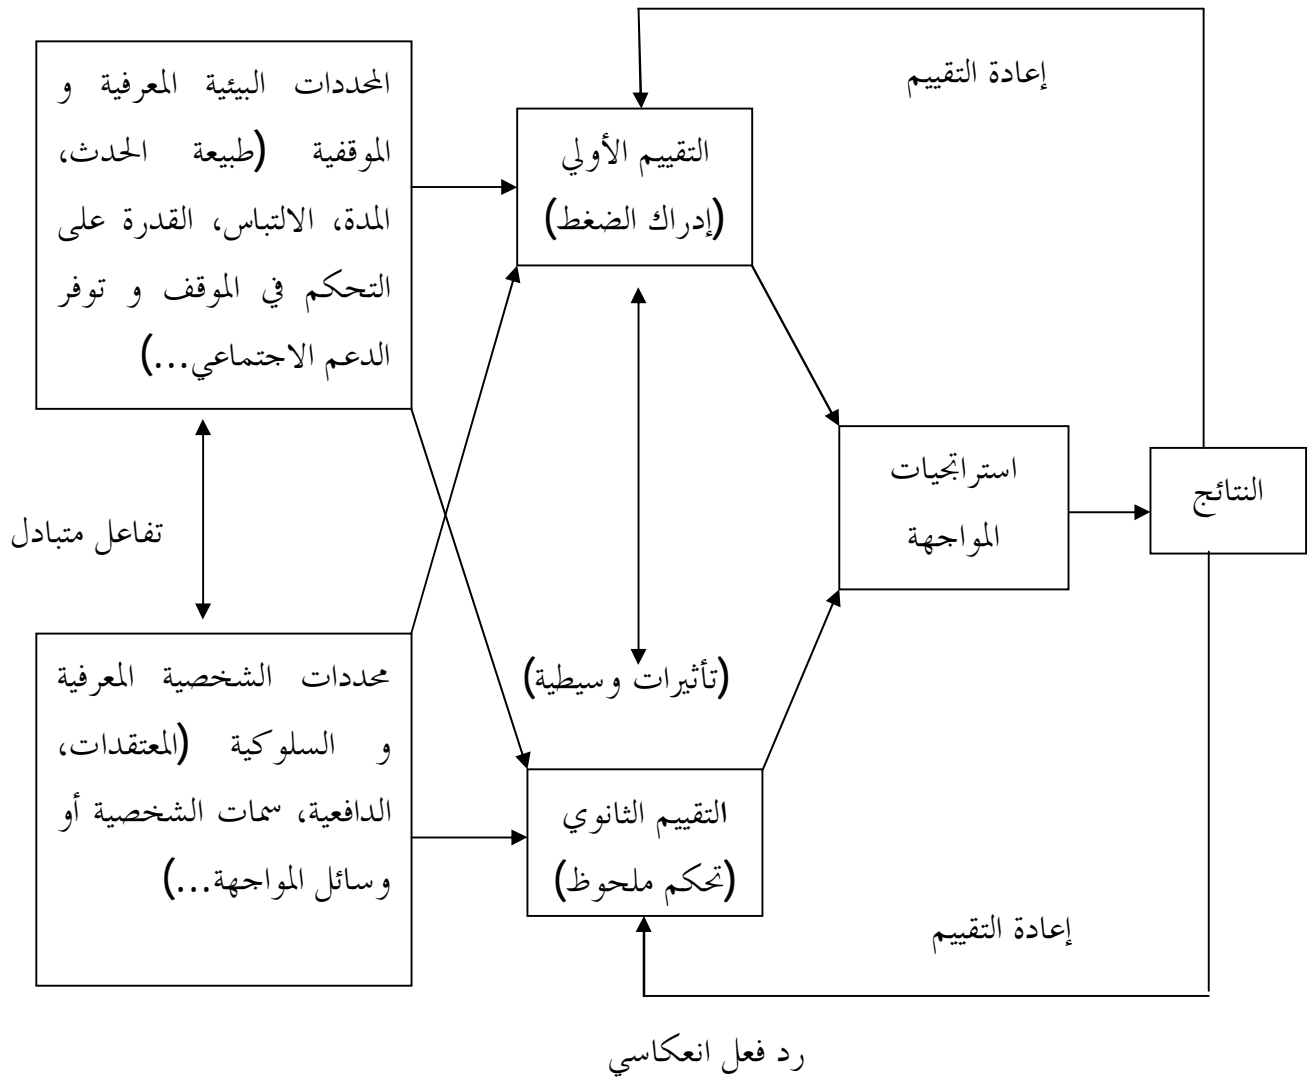 إعادة التقييم
المحددات البيئية المعرفية و
الموقفية (طبيعة الحدث،
المدة، الالتباس، القدرة على
التحكم في الموقف و توفر
الدعم الاجتماعي...)
التقييم الأولي
(إدراك الضغط)
استراتجيات
المواجهة
النتائج
تفاعل متبادل
محددات الشخصية المعرفية
و السلوكية (المعتقدات،
الدافعية، سمات الشخصية أو
وسائل المواجهة...)
(تأثيرات وسيطية)
التقييم الثانوي
(تحكم ملحوظ)
إعادة التقييم
رد فعل انعكاسي